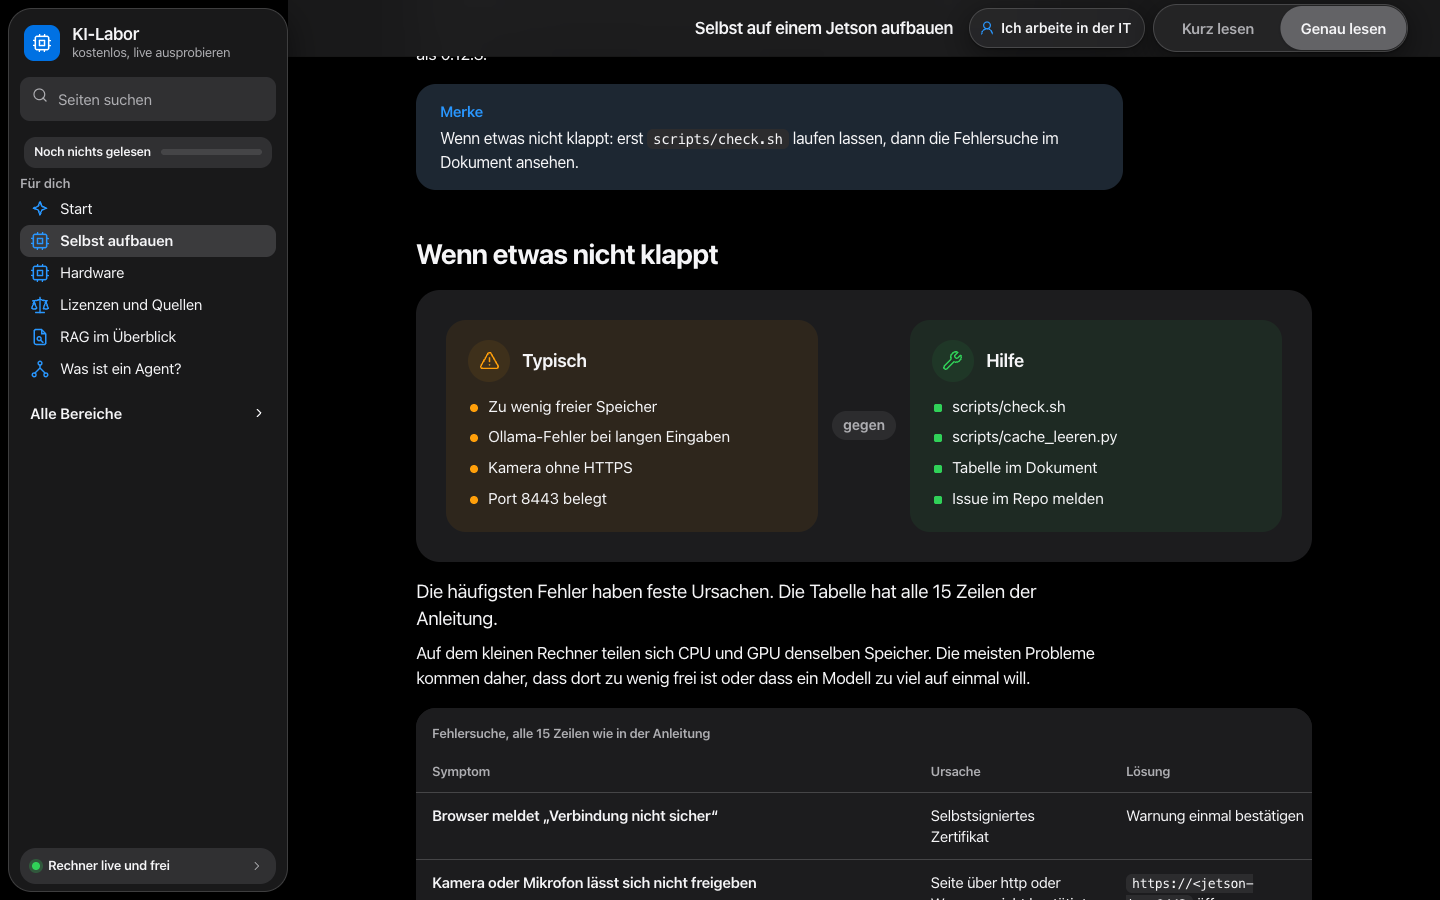 KI-Labor
kostenlos, live ausprobieren
Seiten suchen
Noch nichts gelesen
Für dich
Start
Selbst aufbauen
Hardware
Lizenzen und Quellen
RAG im Überblick
Was ist ein Agent?
Alle Bereiche
Rechner live und frei
Selbst auf einem Jetson aufbauen
Ich arbeite in der IT
Kurz lesen
Genau lesen
Merke
Wenn etwas nicht klappt: erst scripts/check.sh laufen lassen, dann die Fehlersuche im
Dokument ansehen.
Wenn etwas nicht klappt
Typisch
Zu wenig freier Speicher
Ollama-Fehler bei langen Eingaben
Kamera ohne HTTPS
Port 8443 belegt
gegen
Hilfe
scripts/check.sh
scripts/cache_leeren.py
Tabelle im Dokument
Issue im Repo melden
Die häufigsten Fehler haben feste Ursachen. Die Tabelle hat alle 15 Zeilen der
Anleitung.
Auf dem kleinen Rechner teilen sich CPU und GPU denselben Speicher. Die meisten Probleme
kommen daher, dass dort zu wenig frei ist oder dass ein Modell zu viel auf einmal will.
Fehlersuche, alle 15 Zeilen wie in der Anleitung
Symptom Ursache Lösung
Browser meldet „Verbindung nicht sicher“ Selbstsigniertes Warnung einmal bestätigen
Zertifikat
Kamera oder Mikrofon lässt sich nicht freigeben Seite über http oder https://<jetson-